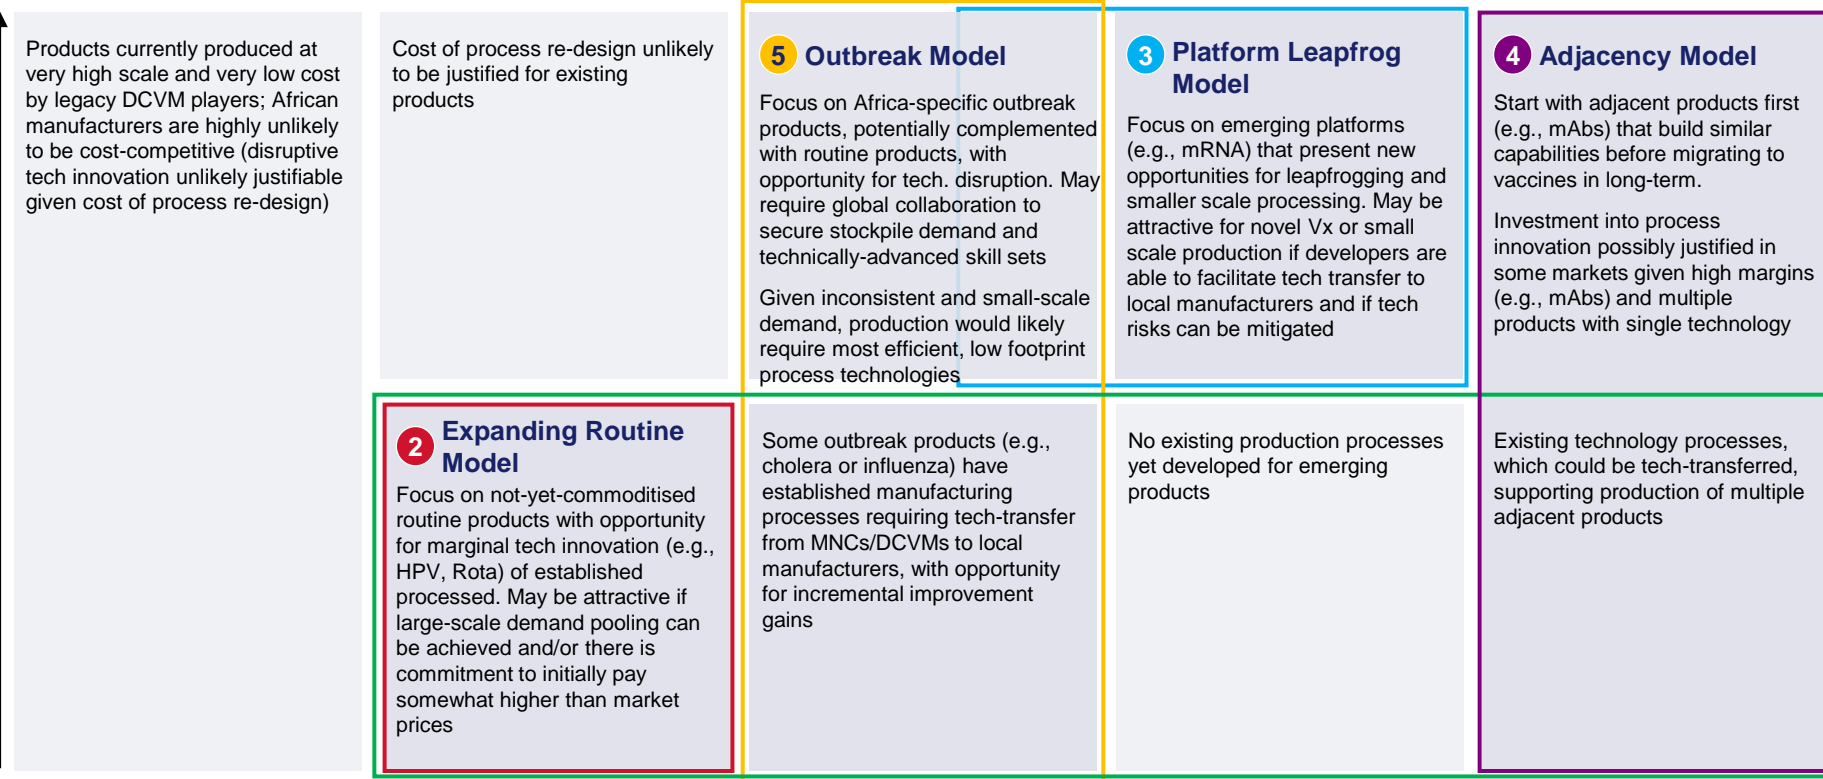 Products currently produced at
very high scale and very low cost
by legacy DCVM players; African
manufacturers are highly unlikely
to be cost-competitive (disruptive
tech innovation unlikely justifiable
given cost of process re-design)
Cost of process re-design unlikely
to be justified for existing
products
5 Outbreak Model
Focus on Africa-specific outbreak
products, potentially complemented
with routine products, with
opportunity for tech. disruption. May
require global collaboration to
secure stockpile demand and
technically-advanced skill sets
Given inconsistent and small-scale
demand, production would likely
require most efficient, low footprint
process technologies
3 Platform Leapfrog
Model
Focus on emerging platforms
(e.g., mRNA) that present new
opportunities for leapfrogging and
smaller scale processing. May be
attractive for novel Vx or small
scale production if developers are
able to facilitate tech transfer to
local manufacturers and if tech
risks can be mitigated
4 Adjacency Model
Start with adjacent products first
(e.g., mAbs) that build similar
capabilities before migrating to
vaccines in long-term.
Investment into process
innovation possibly justified in
some markets given high margins
(e.g., mAbs) and multiple
products with single technology
2 Expanding Routine
Model
Focus on not-yet-commoditised
routine products with opportunity
for marginal tech innovation (e.g.,
HPV, Rota) of established
processed. May be attractive if
large-scale demand pooling can
be achieved and/or there is
commitment to initially pay
somewhat higher than market
prices
Some outbreak products (e.g.,
cholera or influenza) have
established manufacturing
processes requiring tech-transfer
from MNCs/DCVMs to local
manufacturers, with opportunity
for incremental improvement
gains
No existing production processes
yet developed for emerging
products
Existing technology processes,
which could be tech-transferred,
supporting production of multiple
adjacent products